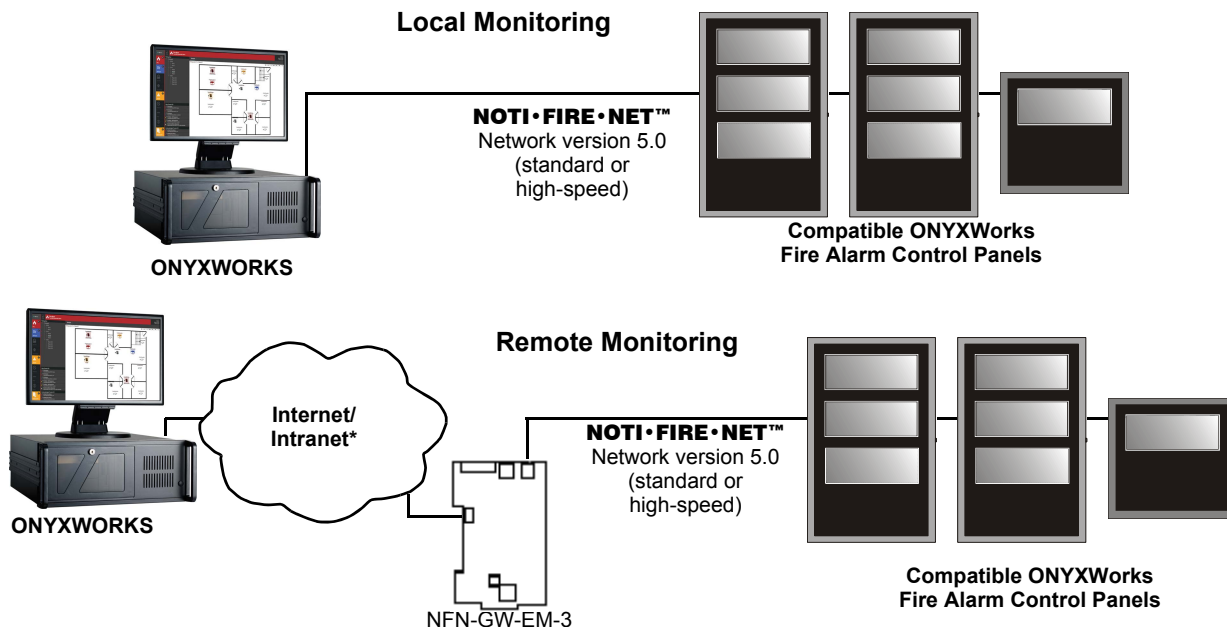 Local Monitoring
NOTI•FIRE•NET™
Network version 5.0
(standard or
high-speed)
Compatible ONYXWorks
Fire Alarm Control Panels
ONYXWORKS
Remote Monitoring
Internet/
Intranet*
NOTI•FIRE•NET™
Network version 5.0
(standard or
high-speed)
ONYXWORKS
Compatible ONYXWorks
Fire Alarm Control Panels
NFN-GW-EM-3